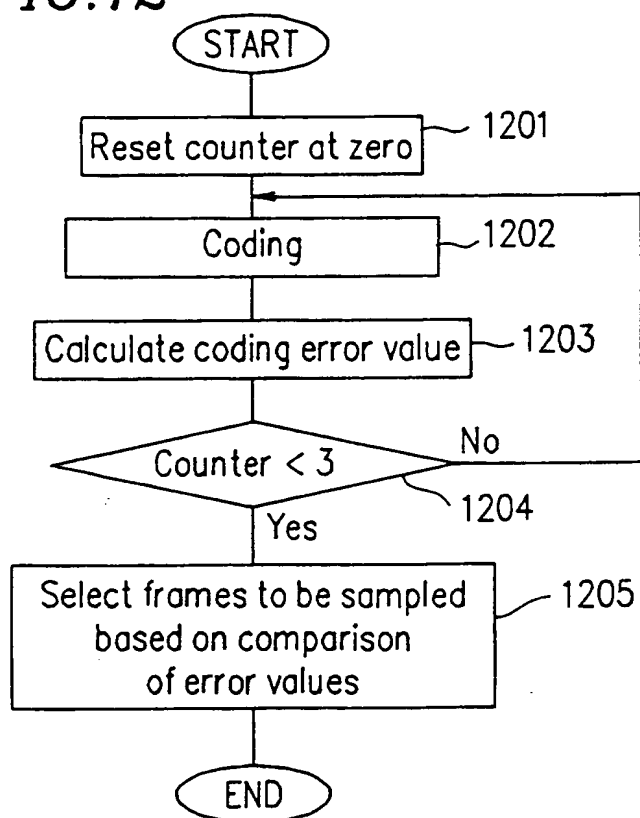 START
Reset counter at zero
1201
Coding
1202
Calculate coding error value
1203
Counter < 3
No
1204
Yes
Select frames to be sampled
based on comparison
of error values
1205
END